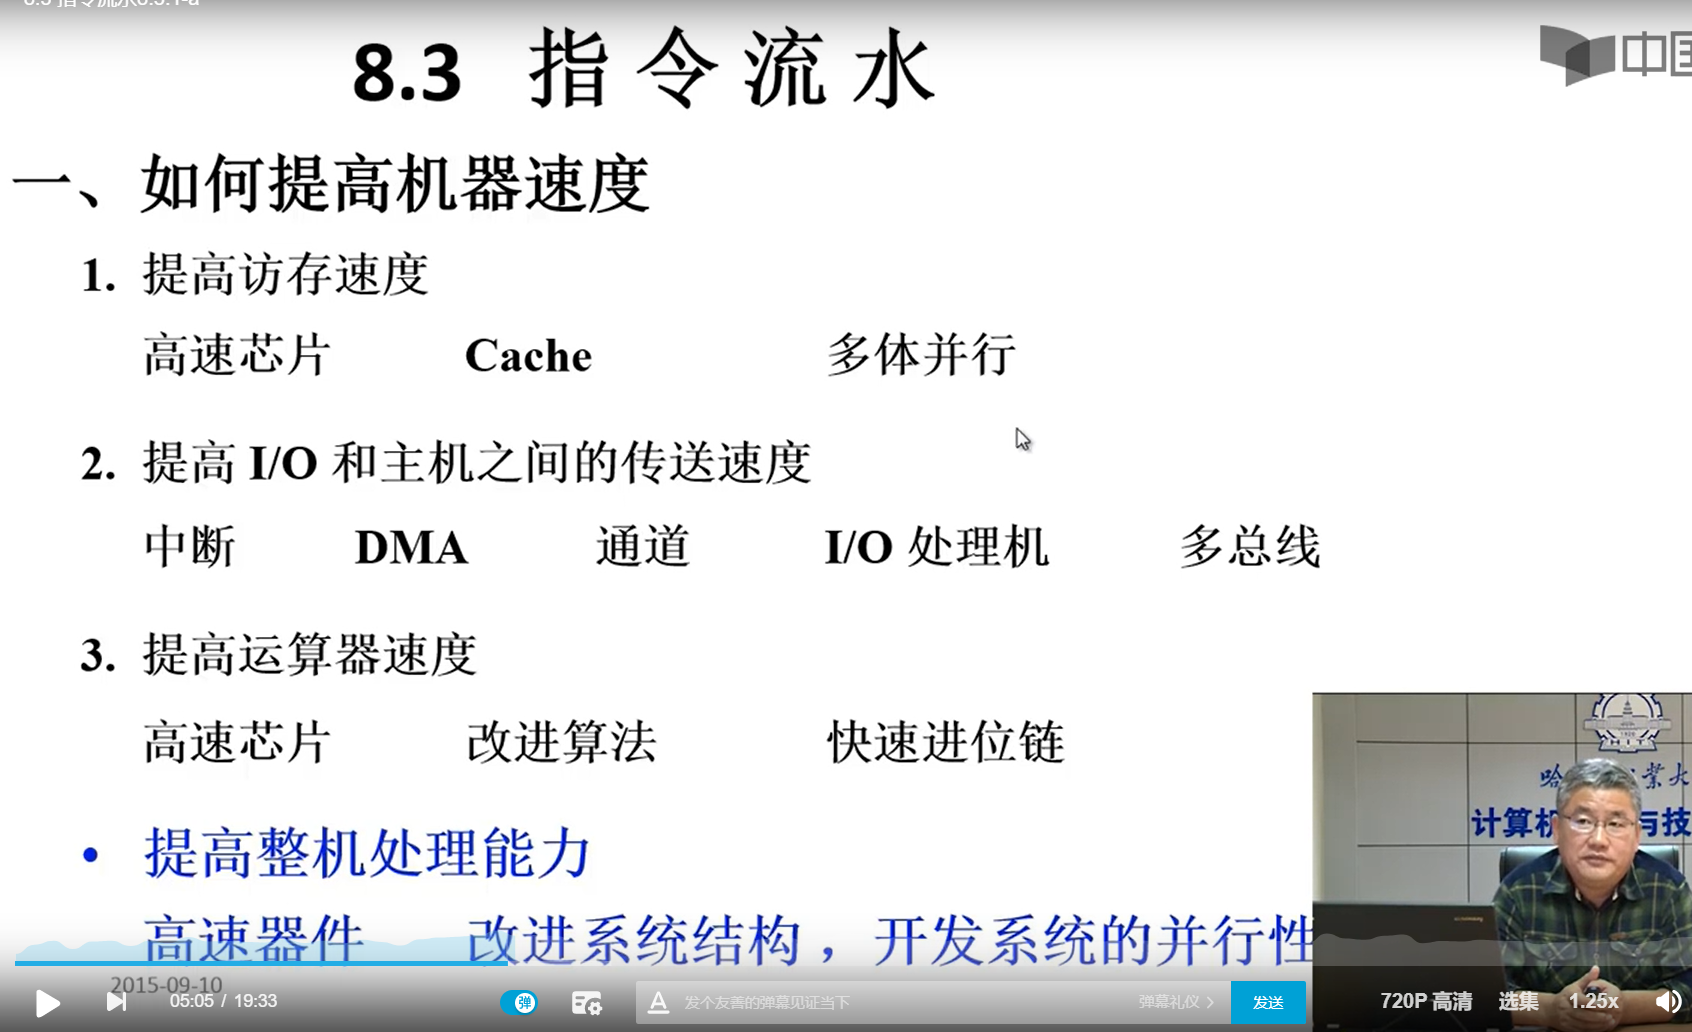 8.3 指令流水
中国
一、如何提高机器速度
1. 提高访存速度
高速芯片 Cache 多体并行
2. 提高 I/O 和主机之间的传送速度
中断 DMA 通道 I/O 处理机 多总线
3. 提高运算器速度
高速芯片 改进算法 快速进位链
• 提高整机处理能力
高速器件 改进系统结构，开发系统的并行性
HIT
计算机 与技
2015-09-10
05:05 / 19:33 弹 A 发个友善的弹幕见证当下 弹幕礼仪 > 发送 720P 高清 选集 1.25x